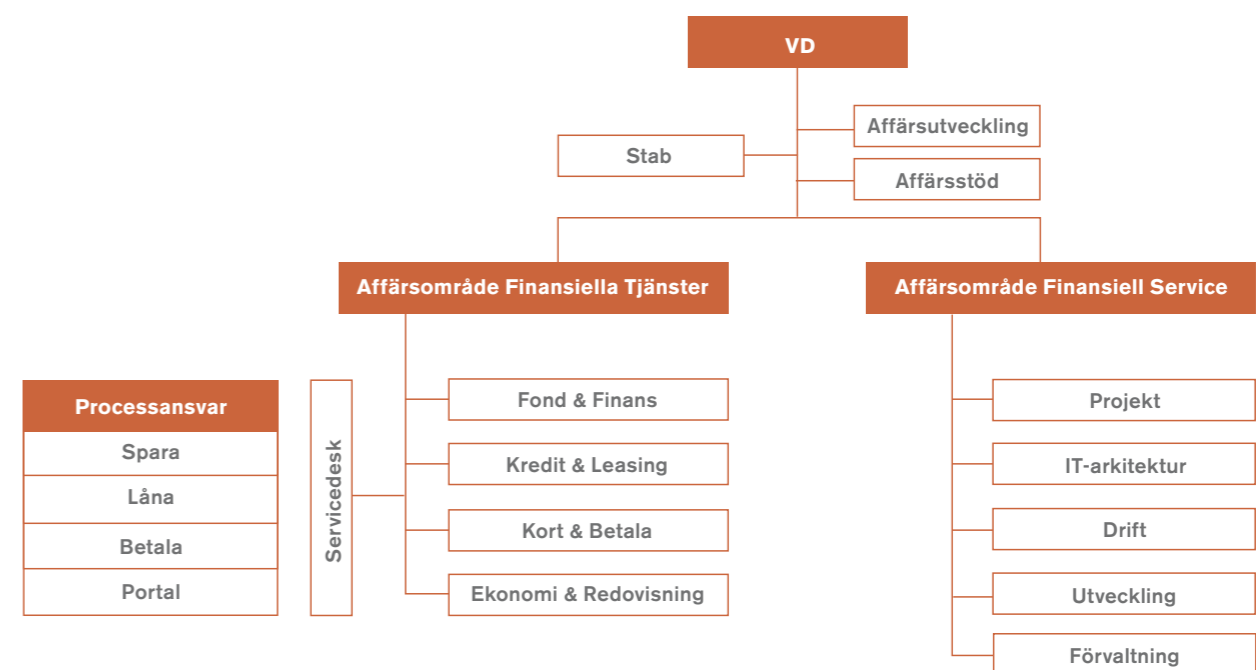 VD
Affärsutveckling
Stab
Affärsstöd
Affärsområde Finansiella Tjänster
Affärsområde Finansiell Service
Processansvar
Spara
Låna
Betala
Portal
Servicedesk
Fond & Finans
Kredit & Leasing
Kort & Betala
Ekonomi & Redovisning
Projekt
IT-arkitektur
Drift
Utveckling
Förvaltning